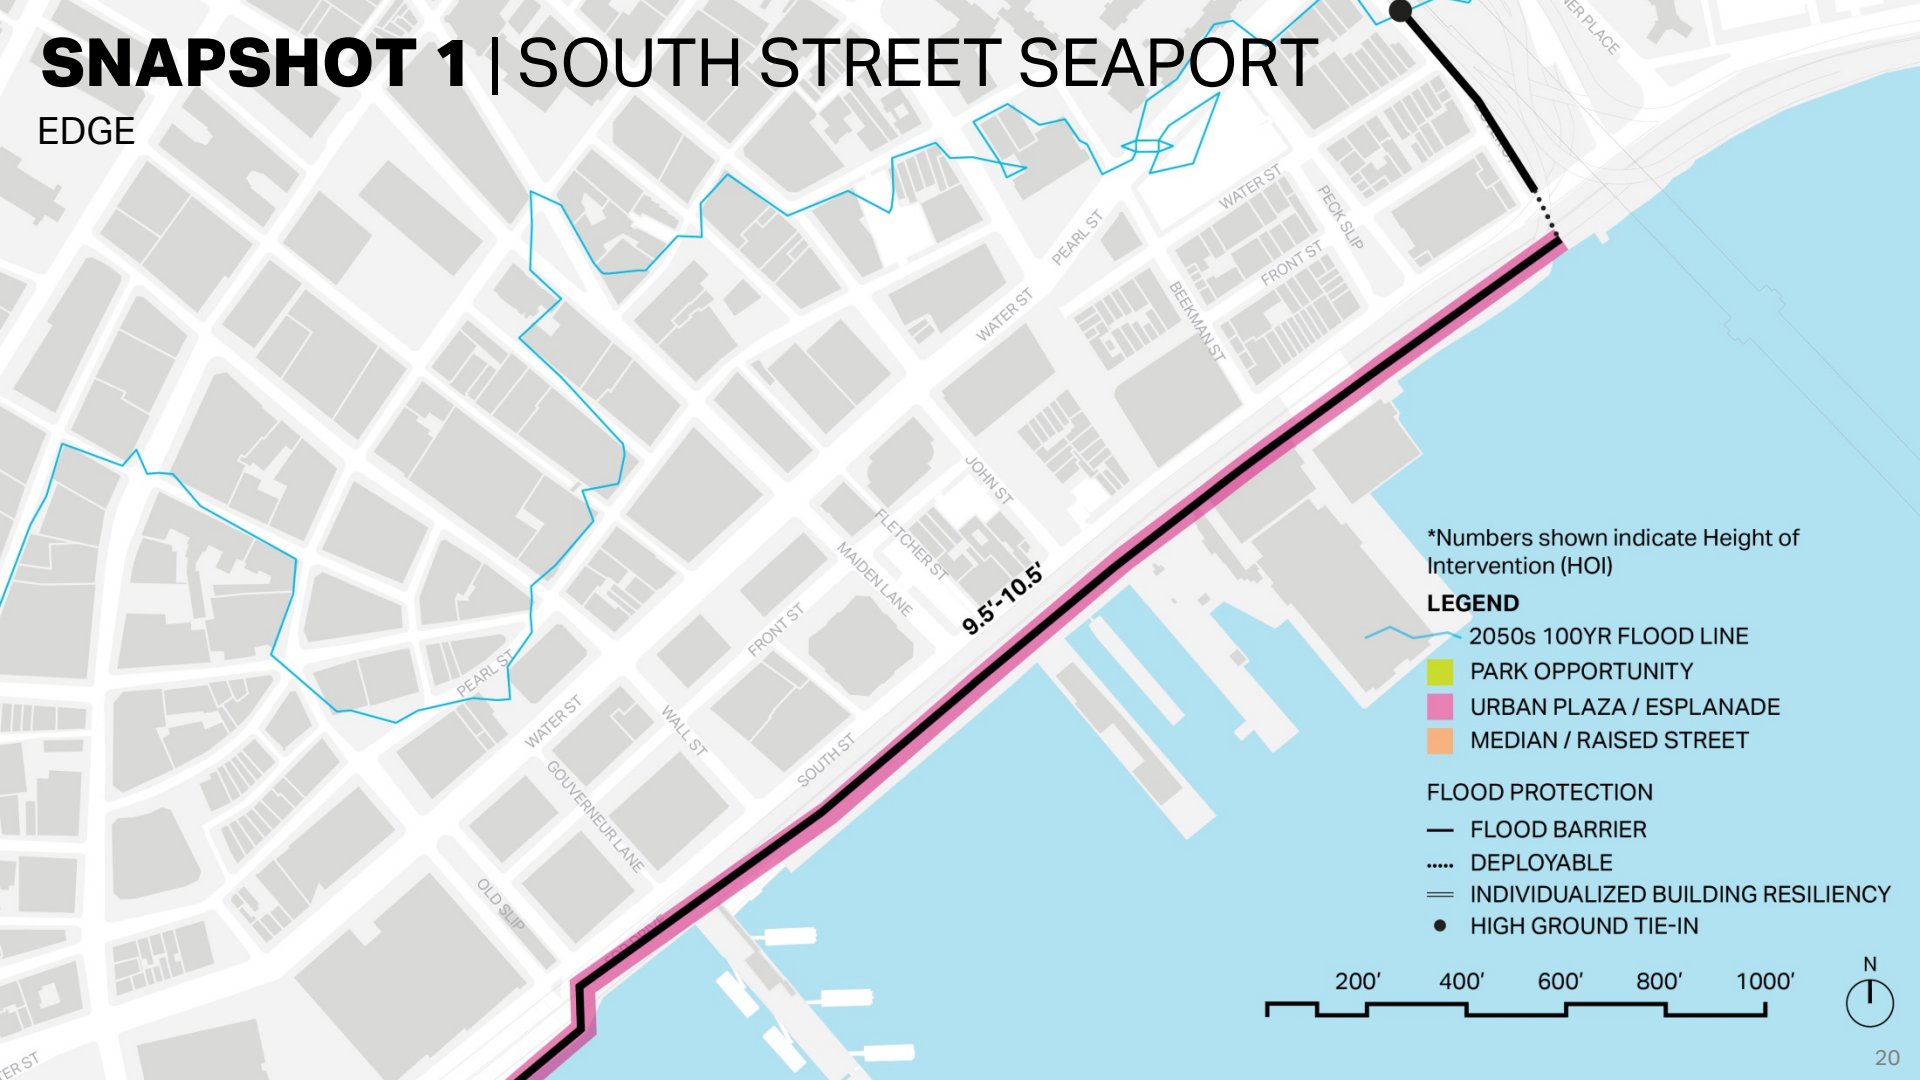 SNAPSHOT 1 | SOUTH STREET SEAPORT
EDGE
NER PLACE
WATER ST
PECK SLIP
PEARL ST
FRONT ST
BEEKMAN ST
WATER ST
JOHN ST
FLETCHER ST
MAIDEN LANE
9.5'-10.5'
FRONT ST
PEARL ST
WATER ST
WALL ST
SOUTH ST
GOUVERNEUR LANE
OLD SLIP
TER ST
*Numbers shown indicate Height of
Intervention (HOI)
LEGEND
2050s 100YR FLOOD LINE
PARK OPPORTUNITY
URBAN PLAZA / ESPLANADE
MEDIAN / RAISED STREET
FLOOD PROTECTION
FLOOD BARRIER
DEPLOYABLE
INDIVIDUALIZED BUILDING RESILIENCY
HIGH GROUND TIE-IN
200' 400' 600' 800' 1000'
N
20